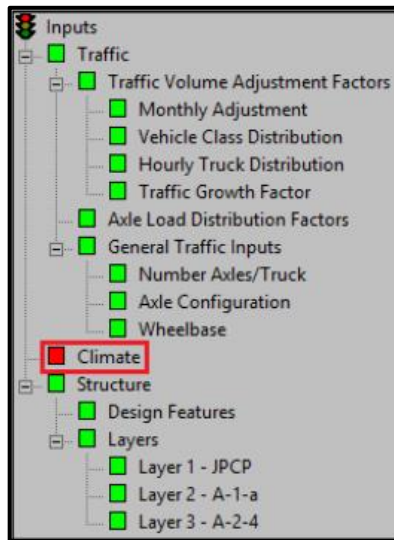 Inputs
Traffic
Traffic Volume Adjustment Factors
Monthly Adjustment
Vehicle Class Distribution
Hourly Truck Distribution
Traffic Growth Factor
Axle Load Distribution Factors
General Traffic Inputs
Number Axles/Truck
Axle Configuration
Wheelbase
Climate
Structure
Design Features
Layers
Layer 1 - JPCP
Layer 2 - A-1-a
Layer 3 - A-2-4